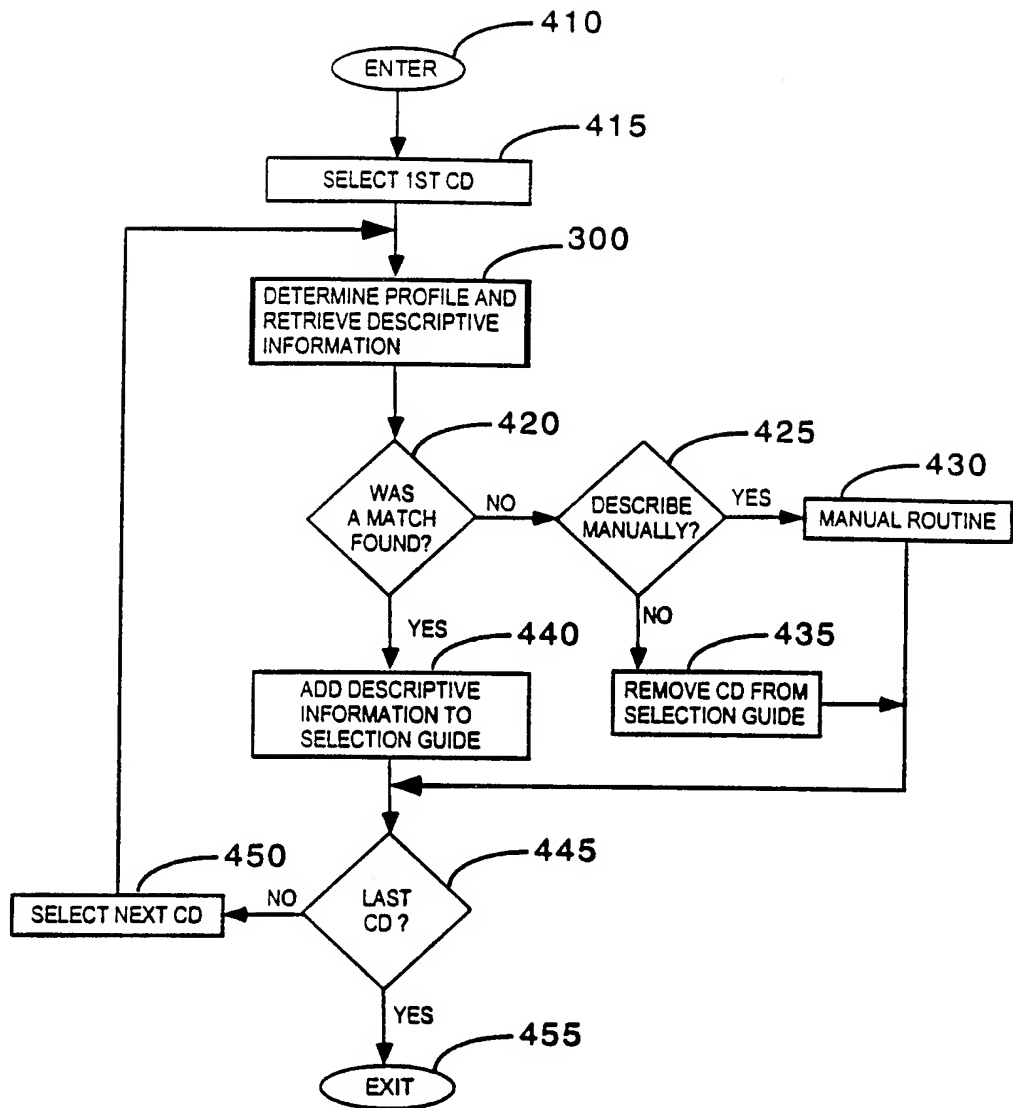 410
ENTER
415
SELECT 1ST CD
300
DETERMINE PROFILE AND
RETRIEVE DESCRIPTIVE
INFORMATION
420
WAS
A MATCH
FOUND?
NO
425
DESCRIBE
MANUALLY?
YES
430
MANUAL ROUTINE
YES
NO
440
ADD DESCRIPTIVE
INFORMATION TO
SELECTION GUIDE
435
REMOVE CD FROM
SELECTION GUIDE
445
LAST
CD ?
NO
450
SELECT NEXT CD
YES
455
EXIT